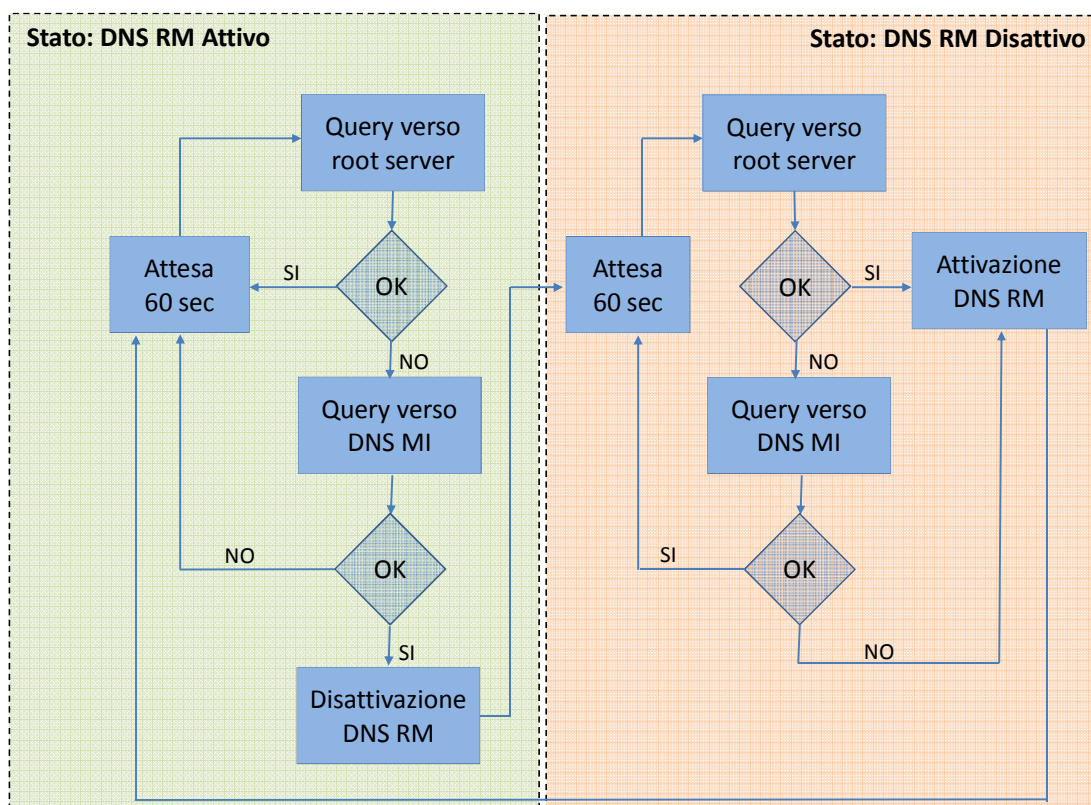 Stato: DNS RM Attivo
Query verso
root server
Attesa
60 sec
SI
OK
NO
Query verso
DNS MI
NO
OK
SI
Disattivazione
DNS RM
Stato: DNS RM Disattivo
Query verso
root server
Attesa
60 sec
OK
SI
Attivazione
DNS RM
NO
Query verso
DNS MI
SI
OK
NO